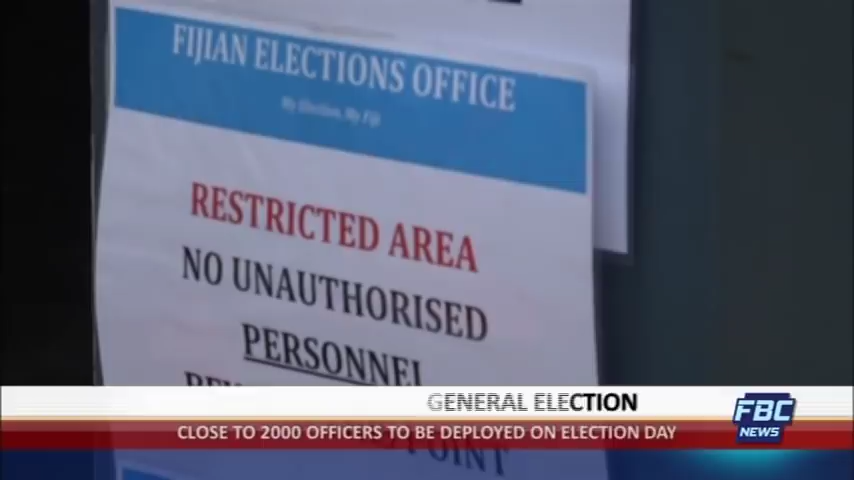 FIJIAN ELECTIONS OFFICE
My Election, My Fiji
RESTRICTED AREA
NO UNAUTHORISED
PERSONNEL
GENERAL ELECTION
FBC
NEWS
CLOSE TO 2000 OFFICERS TO BE DEPLOYED ON ELECTION DAY
POINT